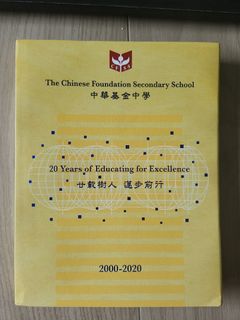 CFSS
The Chinese Foundation Secondary School
中華基金中學
20 Years of Educating for Excellence
廿載樹人 邁步前行
2000-2020